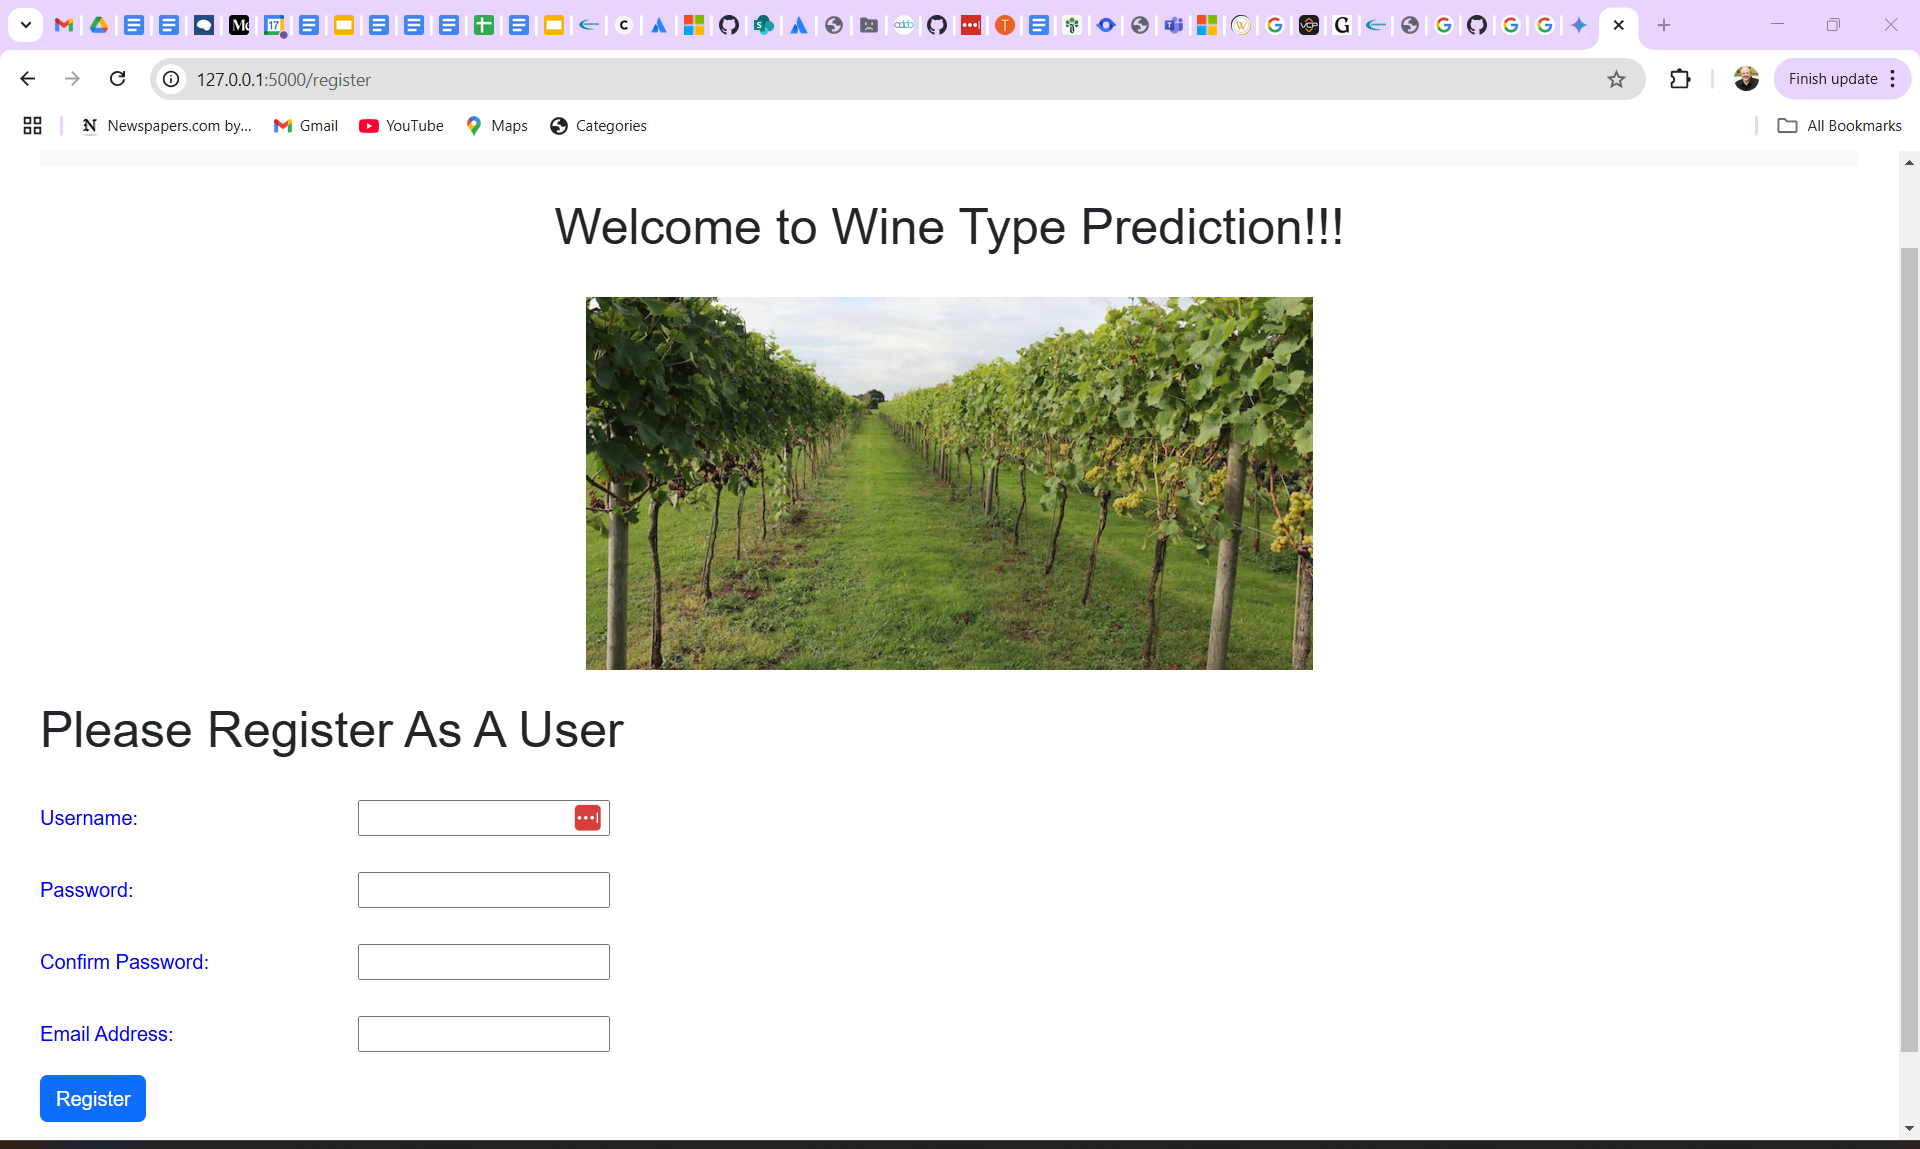 17
127.0.0.1:5000/register
Finish update
Newspapers.com by...
Gmail
YouTube
Maps
Categories
All Bookmarks
Welcome to Wine Type Prediction!!!
Please Register As A User
Username:
Password:
Confirm Password:
Email Address:
Register